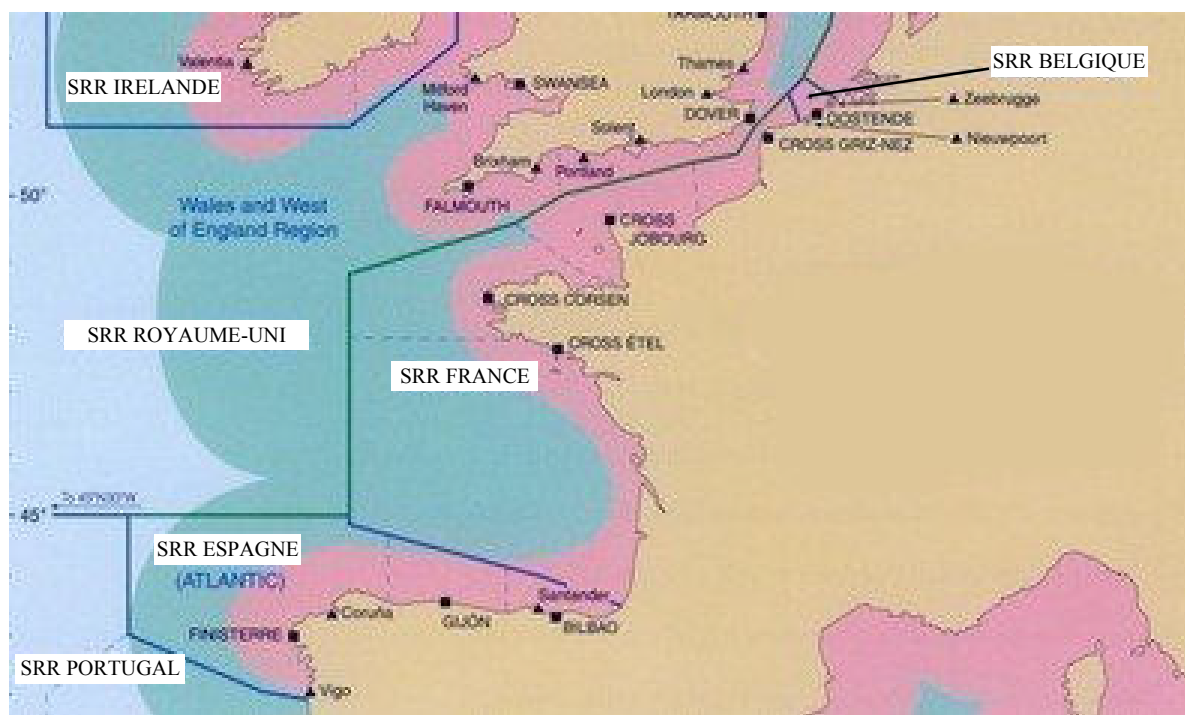 YARMOUTH
Valentia
SRR IRELANDE
Milford
Haven
SWANSEA
Thames
London
DOVER
SRR BELGIQUE
Zeebrugge
OOSTENDE
Nieuwpoort
CROSS GRIZ-NEZ
Solent
Brixham
Portland
FALMOUTH
50°
Wales and West
of England Region
CROSS
JOBOURG
CROSS CORSEN
SRR ROYAUME-UNI
CROSS ÉTEL
SRR FRANCE
45°
SRR ESPAGNE
(ATLANTIC)
Santander
Coruña
GIJÓN
BILBAO
FINISTERRE
SRR PORTUGAL
Vigo